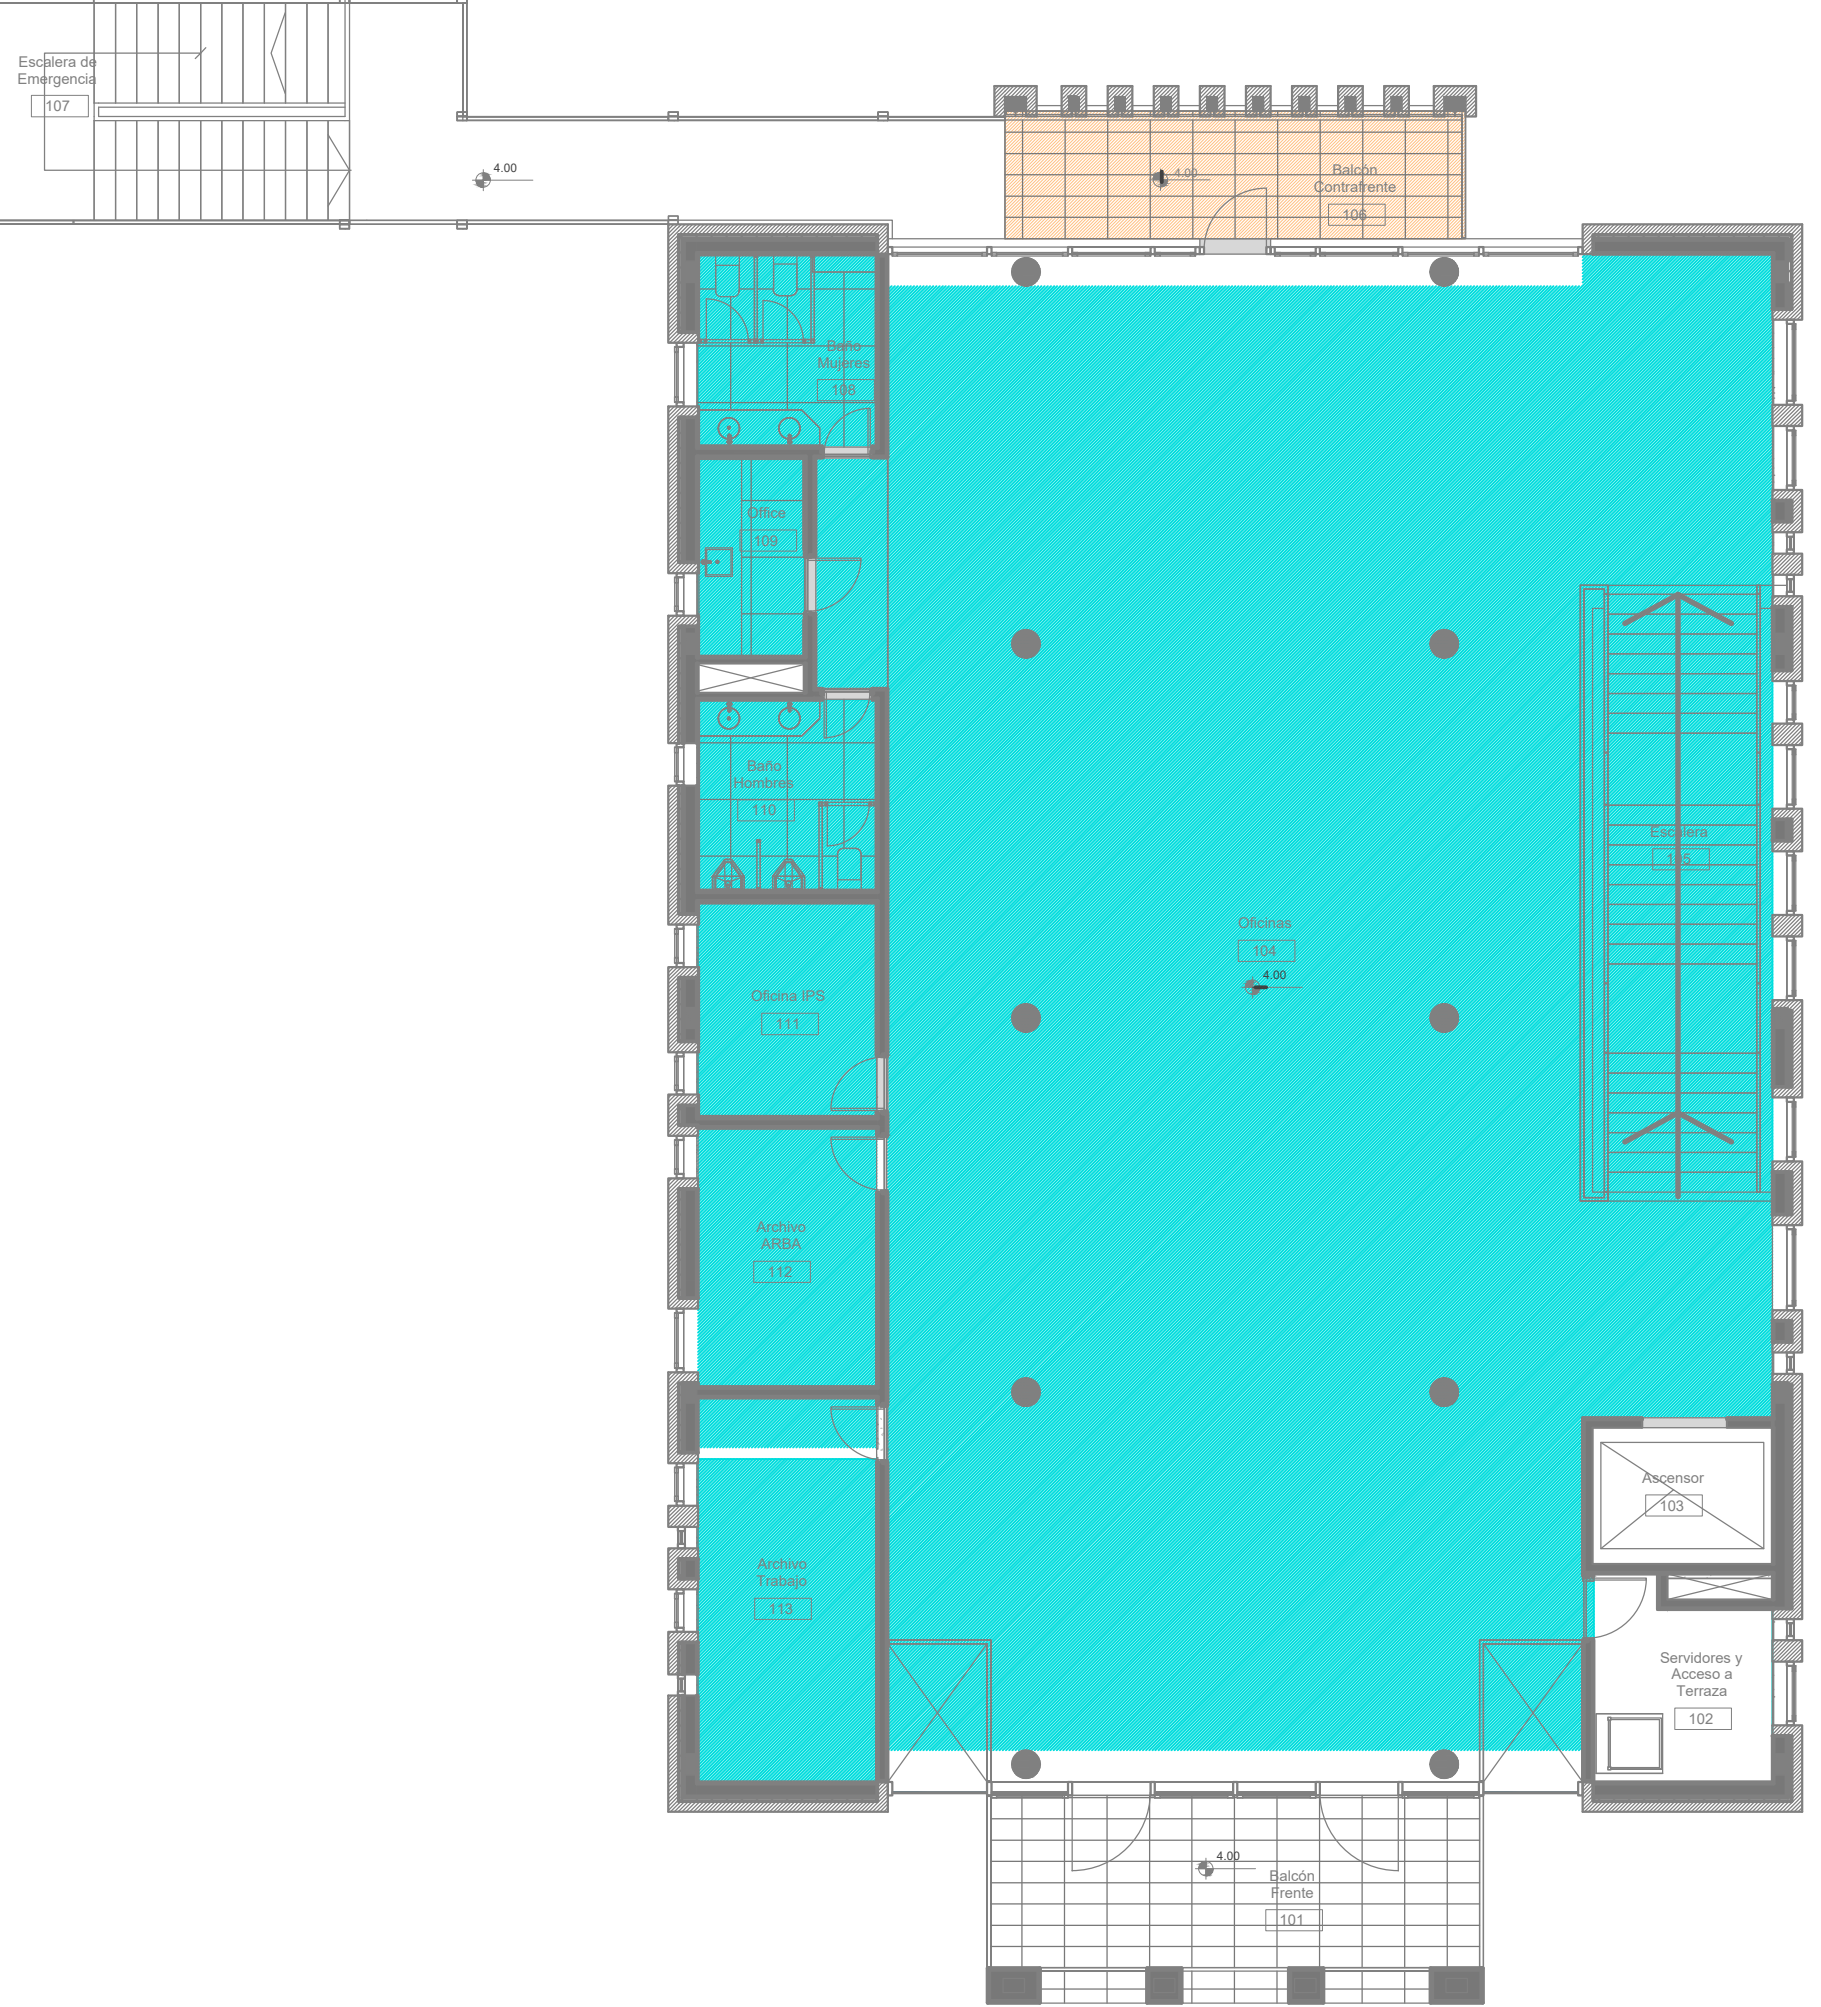 Escalera de
Emergencia
107
4.00
4.00
Balcón
Contrafrente
106
Baño
Mujeres
108
Office
109
Baño
Hombres
110
Escalera
105
Oficinas
104
4.00
Oficina IPS
111
Archivo
ARBA
112
Ascensor
103
Archivo
Trabajo
113
Servidores y
Acceso a
Terraza
102
4.00
Balcón
Frente
101